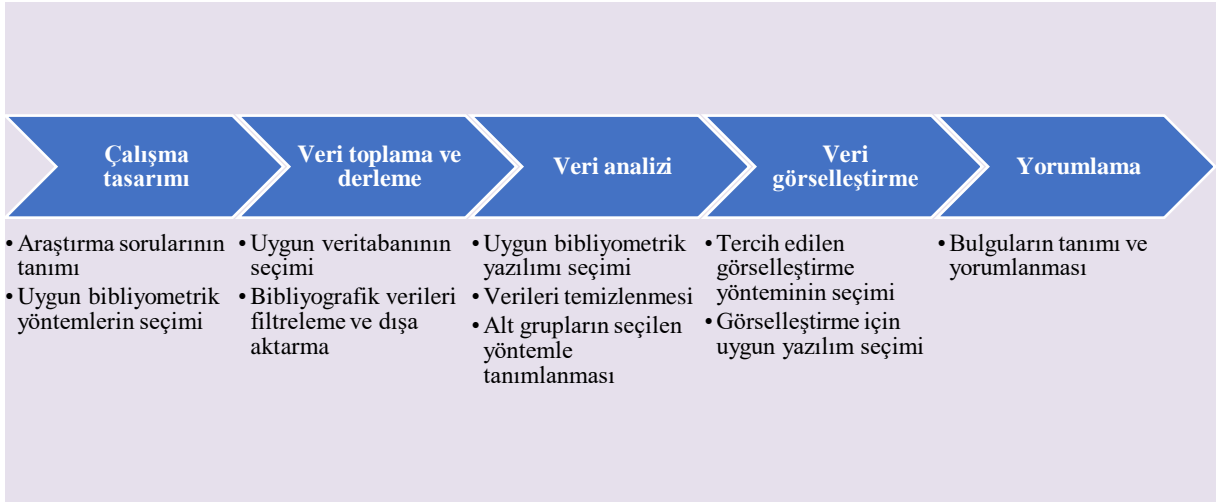 Çalışma
tasarımı
• Araştırma sorularının
tanımı
• Uygun bibliyometrik
yöntemlerin seçimi
Veri toplama ve
derleme
• Uygun veritabanının
seçimi
• Bibliyografik verileri
filtreleme ve dışa
aktarma
Veri analizi
• Uygun bibliyometrik
yazılımı seçimi
• Verileri temizlenmesi
• Alt grupların seçilen
yöntemle
tanımlanması
Veri
görselleştirme
• Tercih edilen
görselleştirme
yönteminin seçimi
• Görselleştirme için
uygun yazılım seçimi
Yorumlama
• Bulguların tanımı ve
yorumlanması